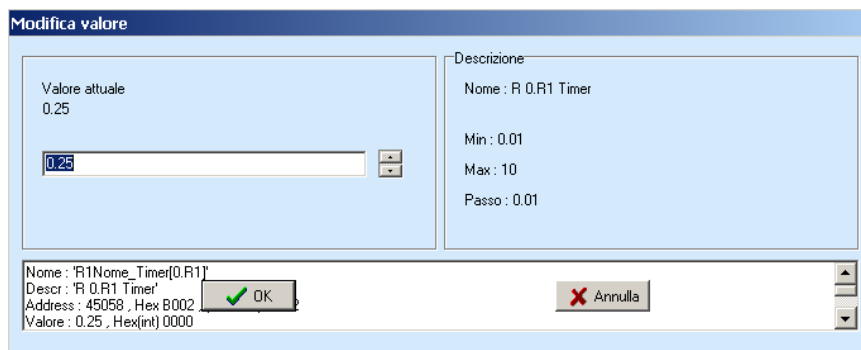 Modifica valore
Valore attuale
0.25
0.25
Descrizione
Nome : R 0.R1 Timer
Min : 0.01
Max : 10
Passo : 0.01
Nome : 'R1Nome_Timer[0.R1]'
Descr : 'R 0.R1 Timer'
Address : 45058 , Hex B002
Valore : 0.25 , Hex(int) 0000
OK
Annulla